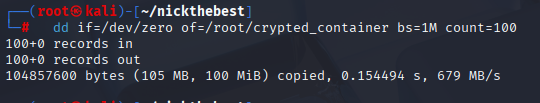 ┌──(root㉿kali)-[~/nickthebest]
└─# dd if=/dev/zero of=/root/crypted_container bs=1M count=100
100+0 records in
100+0 records out
104857600 bytes (105 MB, 100 MiB) copied, 0.154494 s, 679 MB/s